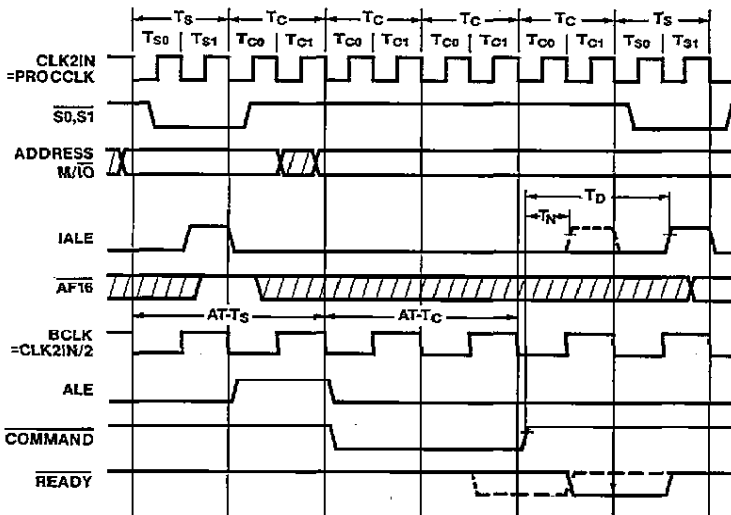 TS TC TC TC TC TS
TS0 TS1 TC0 TC1 TC0 TC1 TC0 TC1 TC0 TC1 TS0 TS1
CLK2IN
=PROCCLK
S0,S1
ADDRESS
M/IO
TD
TN
IALE
AF16
AT-TS AT-TC
BCLK
=CLK2IN/2
ALE
COMMAND
READY